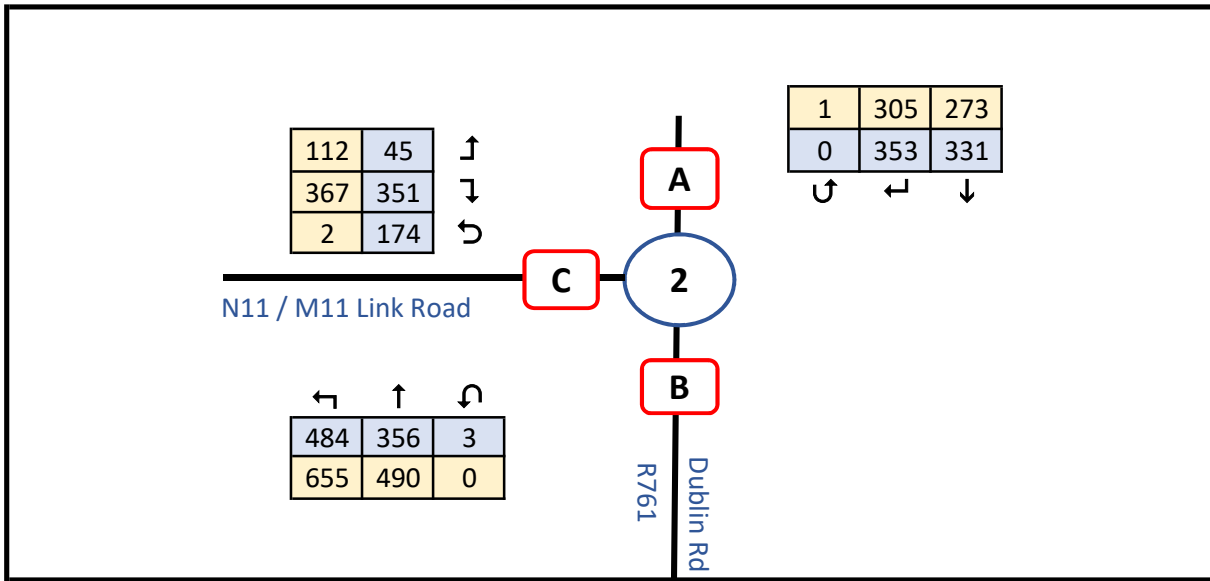 1 305 273
0 353 331
112 45
367 351
2 174
A
C
2
N11 / M11 Link Road
B
484 356 3
655 490 0
Dublin Rd
R761